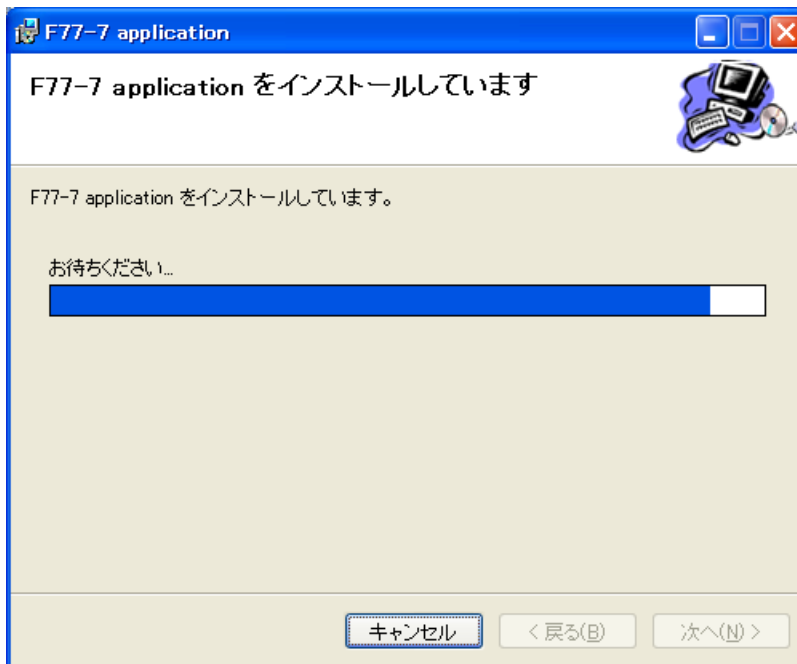 F77-7 application
F77-7 application をインストールしています
F77-7 application をインストールしています。
お待ちください...
キャンセル
< 戻る(B)
次へ(N) >